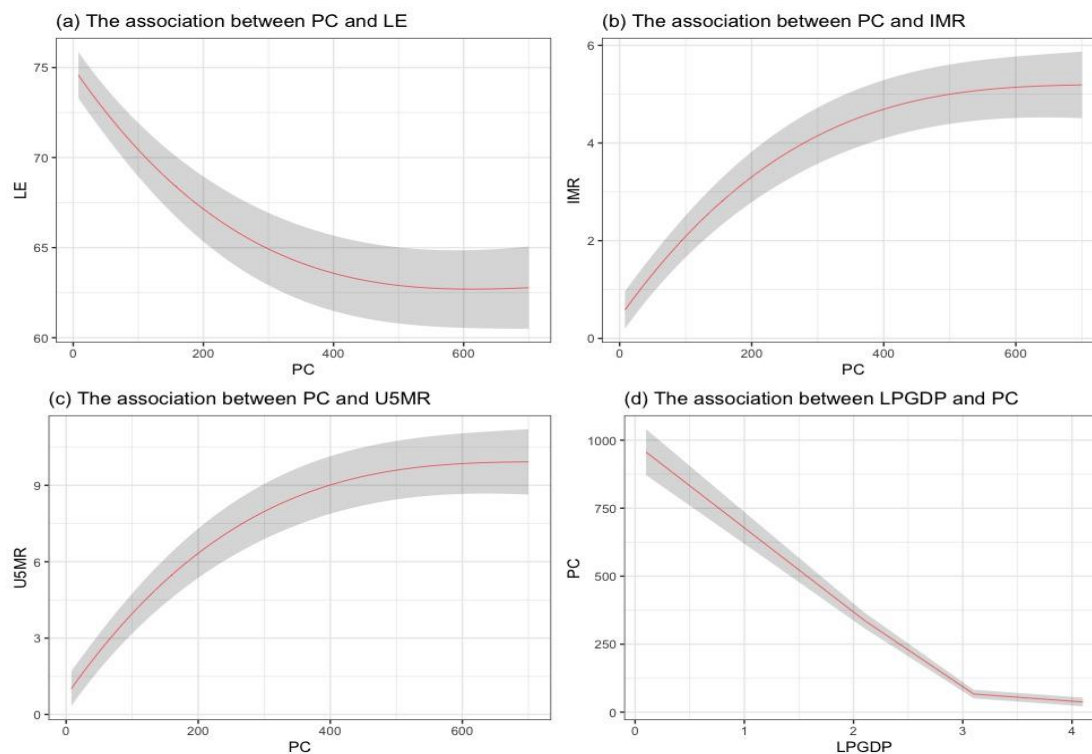 (a) The association between PC and LE
75
70
65
60
LE
0 200 400 600
PC
(b) The association between PC and IMR
6
4
2
0
IMR
0 200 400 600
PC
(c) The association between PC and U5MR
9
6
3
0
U5MR
0 200 400 600
PC
(d) The association between LPGDP and PC
1000
750
500
250
0
PC
0 1 2 3 4
LPGDP